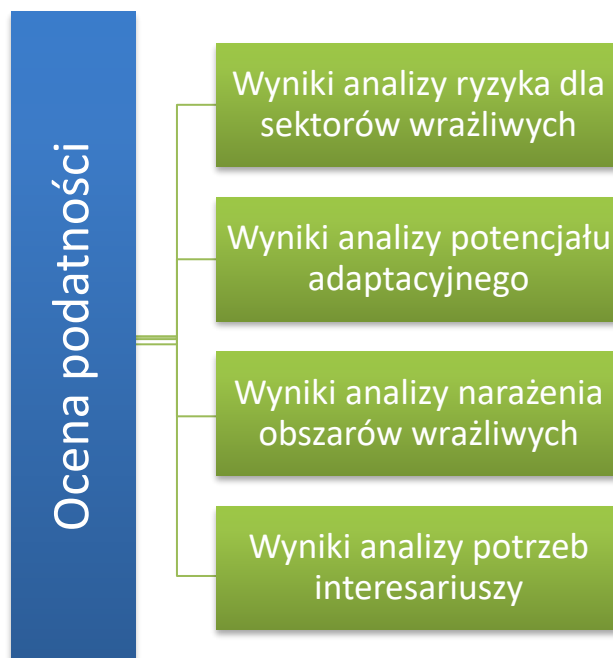 Ocena podatności
Wyniki analizy ryzyka dla
sektorów wrażliwych
Wyniki analizy potencjału
adaptacyjnego
Wyniki analizy narażenia
obszarów wrażliwych
Wyniki analizy potrzeb
interesariuszy